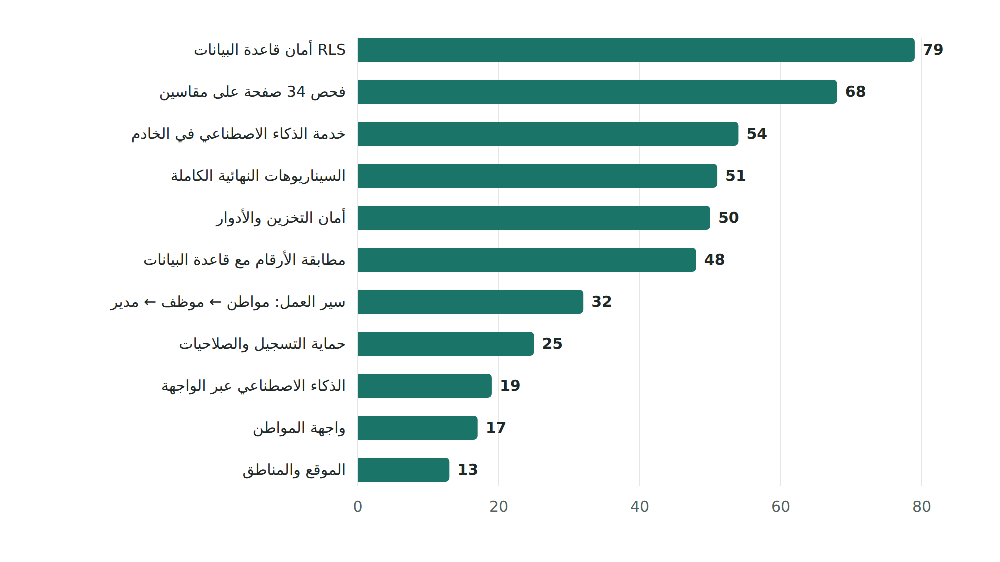 RLS أمان قاعدة البيانات
79
فحص 34 صفحة على مقاسين
68
خدمة الذكاء الاصطناعي في الخادم
54
السيناريوهات النهائية الكاملة
51
أمان التخزين والأدوار
50
مطابقة الأرقام مع قاعدة البيانات
48
سير العمل: مواطن ← موظف ← مدير
32
حماية التسجيل والصلاحيات
25
الذكاء الاصطناعي عبر الواجهة
19
واجهة المواطن
17
الموقع والمناطق
13
0 20 40 60 80